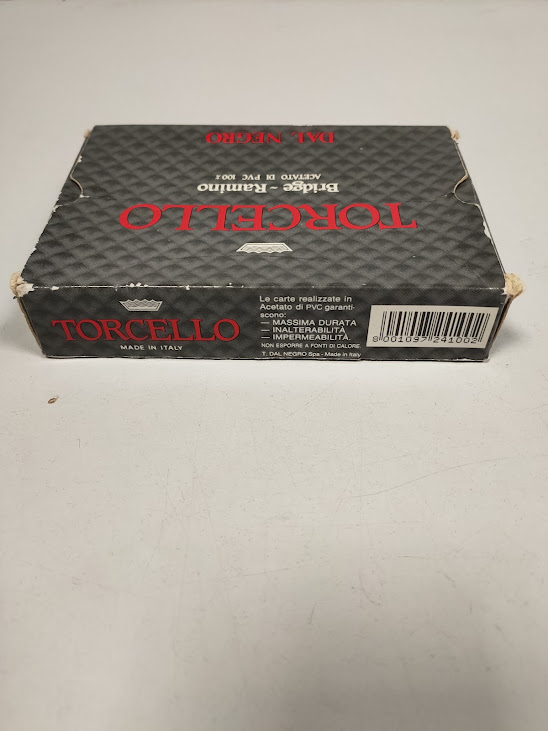 DAL NEGRO
ACETATO DI PVC 100%
Bridge ~ Ramino
TORCELLO
TORCELLO
MADE IN ITALY
Le carte realizzate in
Acetato di PVC garanti-
scono:
— MASSIMA DURATA
— INALTERABILITÀ
— IMPERMEABILITÀ.
NON ESPORRE A FONTI DI CALORE.
T. DAL NEGRO Spa - Made in Italy
8 001097 241002